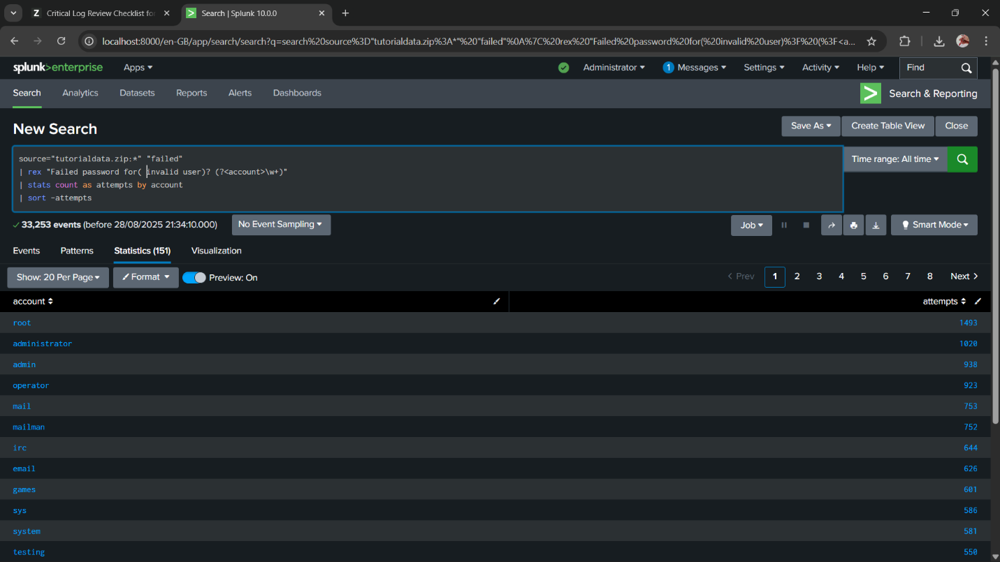 Critical Log Review Checklist for
Search | Splunk 10.0.0
localhost:8000/en-GB/app/search/search?q=search%20source%3D"tutorialdata.zip%3A*"%20"failed"%0A%7C%20rex%20"Failed%20password%20for(%20invalid%20user)%3F%20(%3F<a...
splunk>enterprise Apps Administrator 1 Messages Settings Activity Help Find
Search Analytics Datasets Reports Alerts Dashboards > Search & Reporting
New Search Save As Create Table View Close
source="tutorialdata.zip:*" "failed" Time range: All time
| rex "Failed password for( invalid user)? (?<account>\w+)"
| stats count as attempts by account
| sort -attempts
33,253 events (before 28/08/2025 21:34:10.000) No Event Sampling Job Smart Mode
Events Patterns Statistics (151) Visualization
Show: 20 Per Page Format Preview: On < Prev 1 2 3 4 5 6 7 8 Next >
account attempts
root 1493
administrator 1020
admin 938
operator 923
mail 753
mailman 752
irc 644
email 626
games 601
sys 586
system 581
testing 550